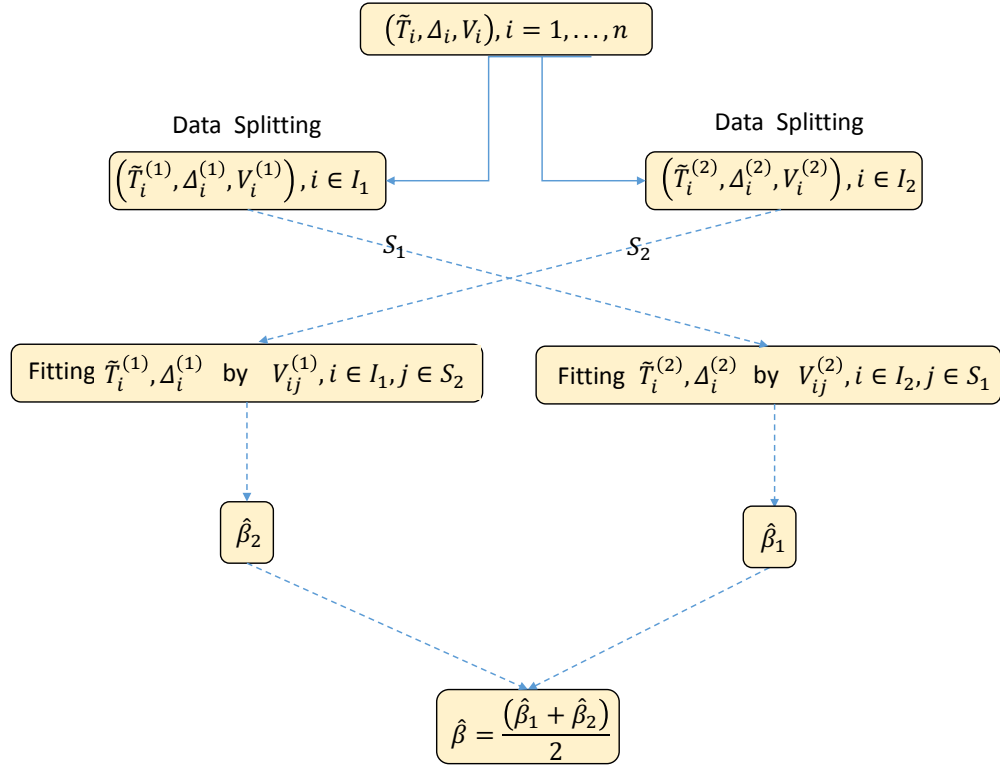 (T̃ᵢ, Δᵢ, Vᵢ), i = 1, . . . , n
Data Splitting
Data Splitting
(T̃ᵢ⁽¹⁾, Δᵢ⁽¹⁾, Vᵢ⁽¹⁾), i ∈ I₁
(T̃ᵢ⁽²⁾, Δᵢ⁽²⁾, Vᵢ⁽²⁾), i ∈ I₂
S₁
S₂
Fitting T̃ᵢ⁽¹⁾, Δᵢ⁽¹⁾ by Vᵢⱼ⁽¹⁾, i ∈ I₁, j ∈ S₂
Fitting T̃ᵢ⁽²⁾, Δᵢ⁽²⁾ by Vᵢⱼ⁽²⁾, i ∈ I₂, j ∈ S₁
β̂₂
β̂₁
β̂ = (β̂₁ + β̂₂) / 2